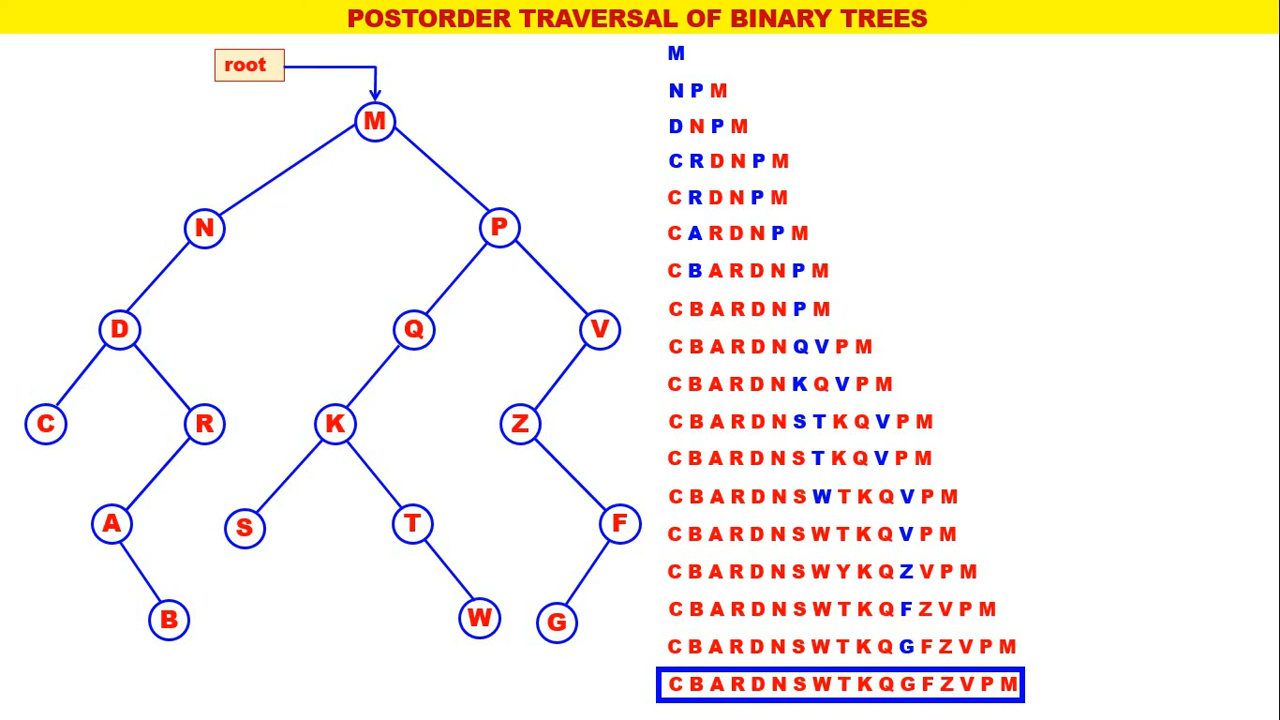 POSTORDER TRAVERSAL OF BINARY TREES
root
M
N P
D Q V
C R K Z
A S T F
B W G
M
N P M
D N P M
C R D N P M
C R D N P M
C A R D N P M
C B A R D N P M
C B A R D N P M
C B A R D N Q V P M
C B A R D N K Q V P M
C B A R D N S T K Q V P M
C B A R D N S T K Q V P M
C B A R D N S W T K Q V P M
C B A R D N S W T K Q V P M
C B A R D N S W Y K Q Z V P M
C B A R D N S W T K Q F Z V P M
C B A R D N S W T K Q G F Z V P M
C B A R D N S W T K Q G F Z V P M